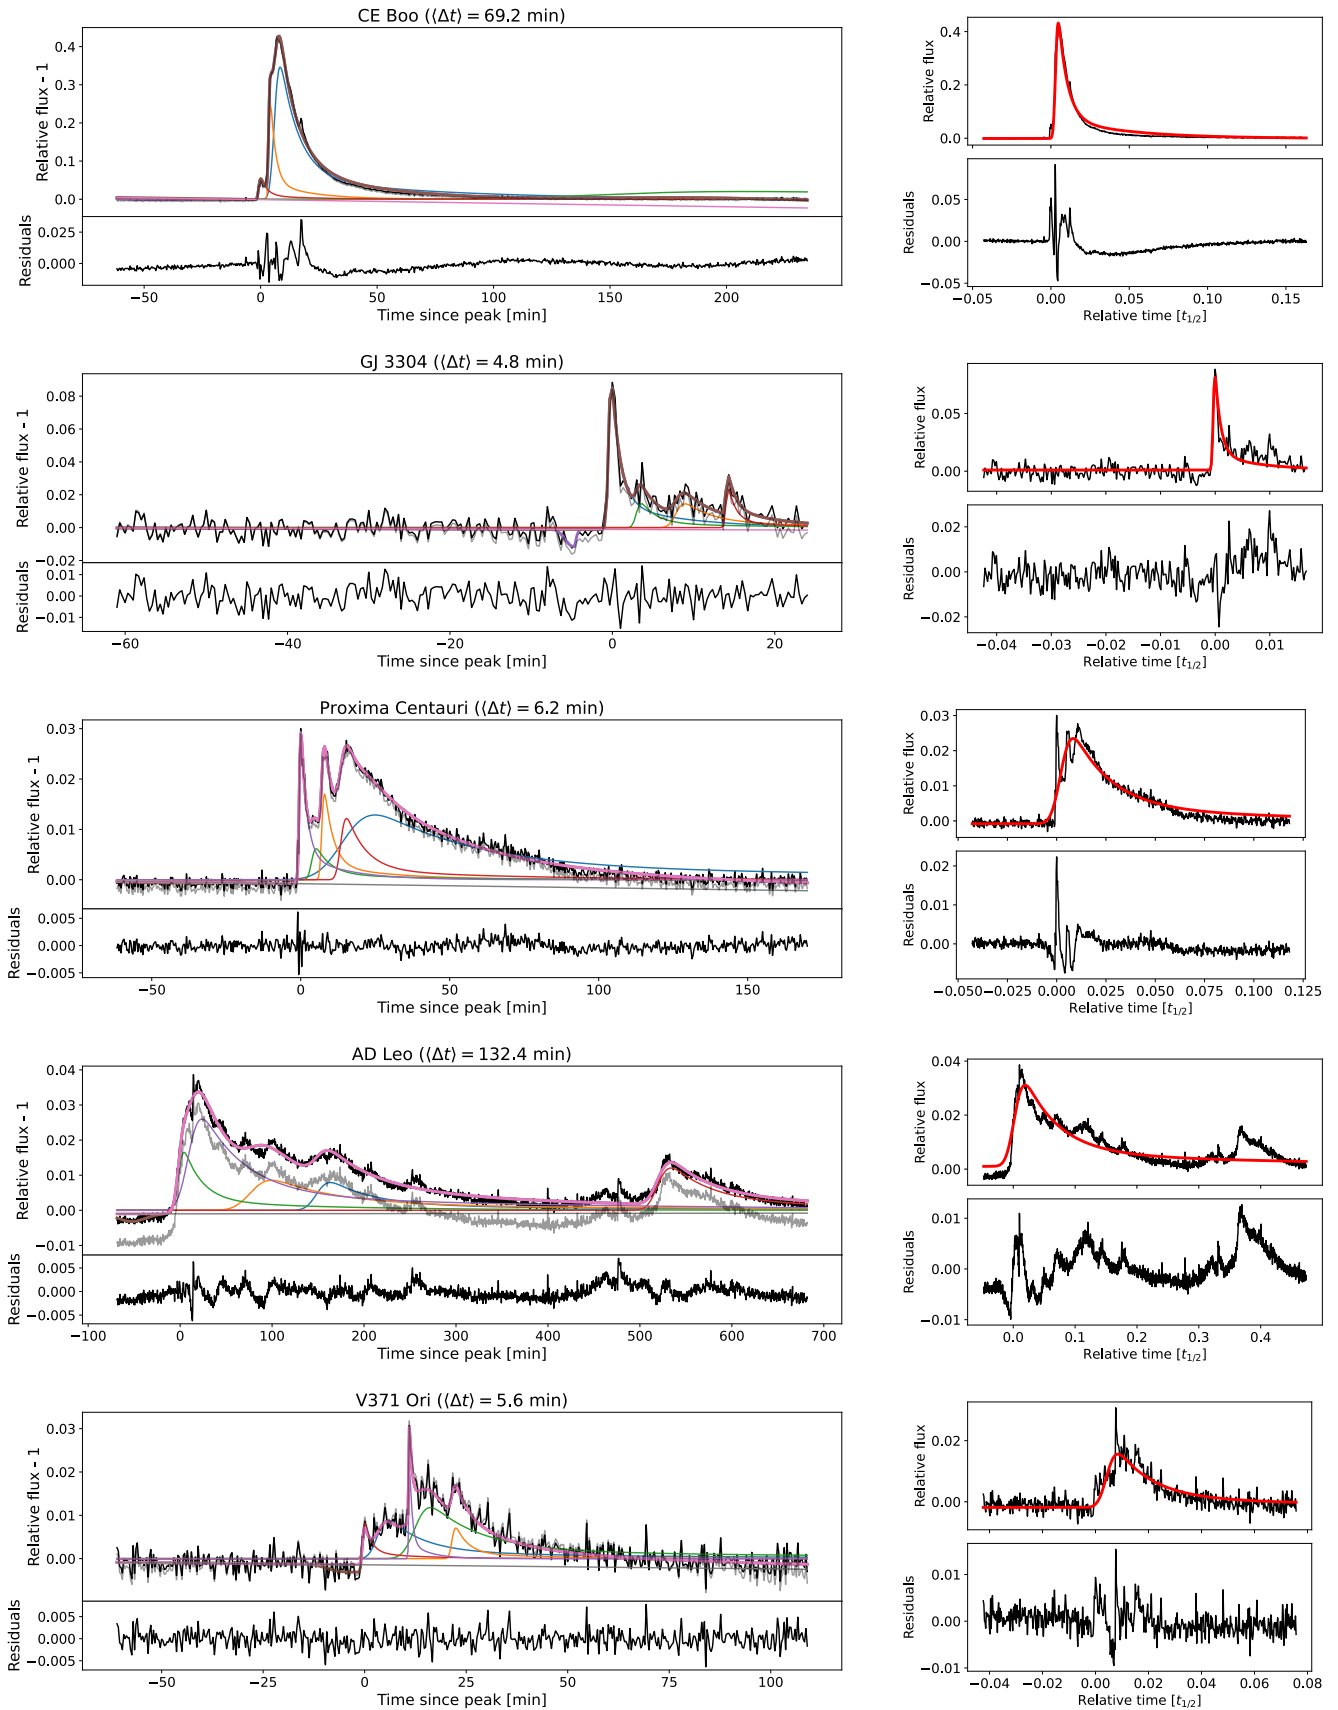 CE Boo (⟨Δt⟩ = 69.2 min)
Relative flux - 1
0.4
0.3
0.2
0.1
0.0
Residuals
0.025
0.000
−50 0 50 100 150 200
Time since peak [min]
Relative flux
0.4
0.2
0.0
Residuals
0.05
0.00
−0.05
−0.05 0.00 0.05 0.10 0.15
Relative time [t1/2]
GJ 3304 (⟨Δt⟩ = 4.8 min)
Relative flux - 1
0.08
0.06
0.04
0.02
0.00
−0.02
Residuals
0.01
0.00
−0.01
−60 −40 −20 0 20
Time since peak [min]
Relative flux
0.05
0.00
Residuals
0.02
0.00
−0.02
−0.04 −0.03 −0.02 −0.01 0.00 0.01
Relative time [t1/2]
Proxima Centauri (⟨Δt⟩ = 6.2 min)
Relative flux - 1
0.03
0.02
0.01
0.00
Residuals
0.005
0.000
−0.005
−50 0 50 100 150
Time since peak [min]
Relative flux
0.03
0.02
0.01
0.00
Residuals
0.02
0.01
0.00
−0.050 −0.025 0.000 0.025 0.050 0.075 0.100 0.125
Relative time [t1/2]
AD Leo (⟨Δt⟩ = 132.4 min)
Relative flux - 1
0.04
0.03
0.02
0.01
0.00
−0.01
Residuals
0.005
0.000
−0.005
−100 0 100 200 300 400 500 600 700
Time since peak [min]
Relative flux
0.04
0.02
0.00
Residuals
0.01
0.00
−0.01
0.0 0.1 0.2 0.3 0.4
Relative time [t1/2]
V371 Ori (⟨Δt⟩ = 5.6 min)
Relative flux - 1
0.03
0.02
0.01
0.00
Residuals
0.005
0.000
−0.005
−50 −25 0 25 50 75 100
Time since peak [min]
Relative flux
0.02
0.00
Residuals
0.01
0.00
−0.01
−0.04 −0.02 0.00 0.02 0.04 0.06 0.08
Relative time [t1/2]